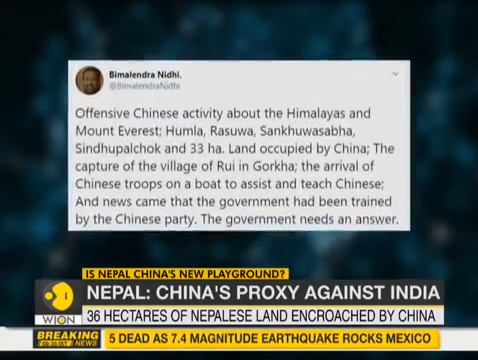 Bimalendra Nidhi.
@BimalendraNidhi
Offensive Chinese activity about the Himalayas and
Mount Everest; Humla, Rasuwa, Sankhuwasabha,
Sindhupalchok and 33 ha. Land occupied by China; The
capture of the village of Rui in Gorkha; the arrival of
Chinese troops on a boat to assist and teach Chinese;
And news came that the government had been trained
by the Chinese party. The government needs an answer.
IS NEPAL CHINA'S NEW PLAYGROUND?
NEPAL: CHINA'S PROXY AGAINST INDIA
WION
36 HECTARES OF NEPALESE LAND ENCROACHED BY CHINA
BREAKING
NEWS
5 DEAD AS 7.4 MAGNITUDE EARTHQUAKE ROCKS MEXICO